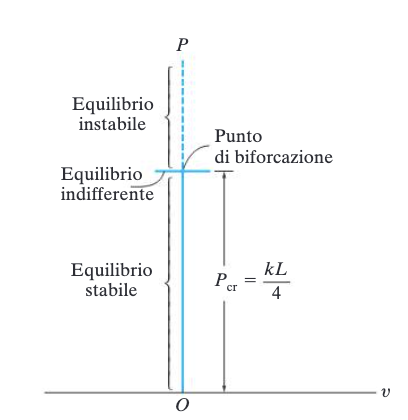 P
Equilibrio
instabile
Punto
di biforcazione
Equilibrio
indifferente
Equilibrio
stabile
P_cr = kL/4
v
O